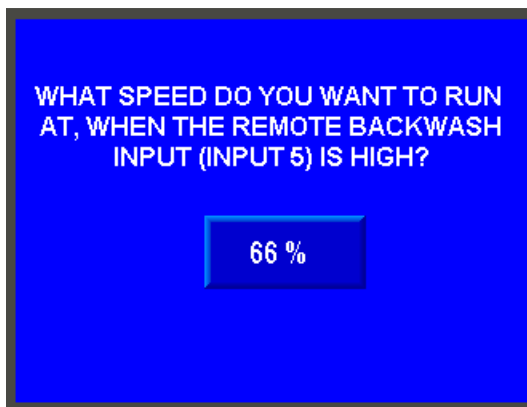 WHAT SPEED DO YOU WANT TO RUN
AT, WHEN THE REMOTE BACKWASH
INPUT (INPUT 5) IS HIGH?
66 %